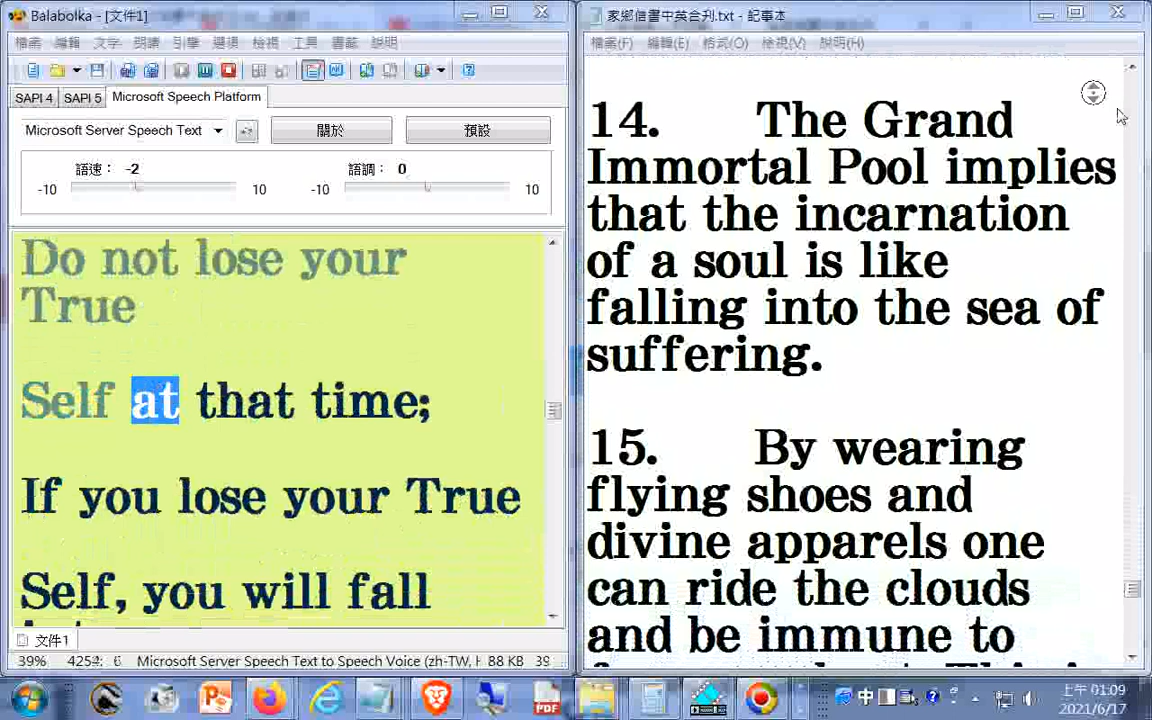 Balabolka - [文件1]
檔案 編輯 文字 朗讀 引擎 選項 檢視 工具 書籤 說明
SAPI 4 SAPI 5 Microsoft Speech Platform
Microsoft Server Speech Text
關於
預設
語速： -2
語調： 0
-10 10
-10 10
Do not lose your
True
Self at that time;
If you lose your True
Self, you will fall
文件1
39% Microsoft Server Speech Text to Speech Voice (zh-TW, H 88 KB 39
家鄉信書中英合刋.txt - 記事本
檔案(F) 編輯(E) 格式(O) 檢視(V) 說明(H)
14. The Grand
Immortal Pool implies
that the incarnation
of a soul is like
falling into the sea of
suffering.
15. By wearing
flying shoes and
divine apparels one
can ride the clouds
and be immune to
中
上午 01:09
2021/6/17